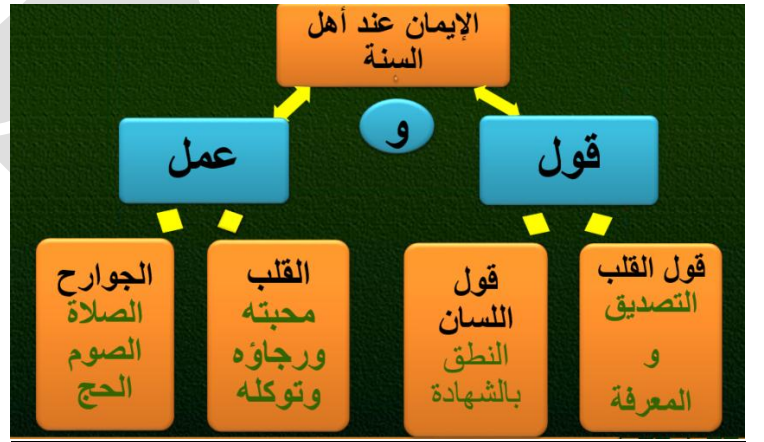 الإيمان عند أهل
السنة
قول
و
عمل
قول القلب
التصديق
و
المعرفة
قول
اللسان
النطق
بالشهادة
القلب
محبته
ورجاؤه
وتوكله
الجوارح
الصلاة
الصوم
الحج